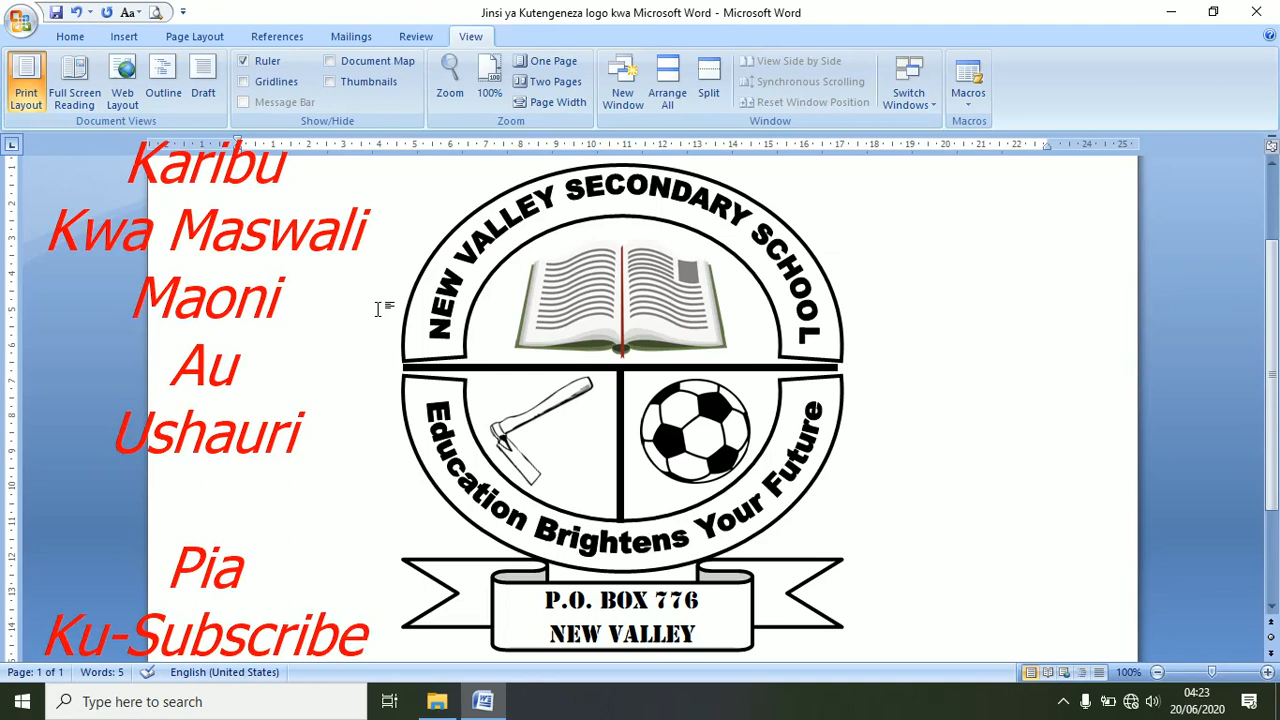 Jinsi ya Kutengeneza logo kwa Microsoft Word - Microsoft Word
Aa
Home Insert Page Layout References Mailings Review View
Print Layout
Full Screen Reading
Web Layout
Outline
Draft
Document Views
Ruler
Gridlines
Message Bar
Document Map
Thumbnails
Show/Hide
Zoom
100%
One Page
Two Pages
Page Width
Zoom
New Window
Arrange All
Split
View Side by Side
Synchronous Scrolling
Reset Window Position
Window
Switch Windows
Macros
Macros
Karibu
Kwa Maswali
Maoni
Au
Ushauri
Pia
Ku-Subscribe
NEW VALLEY SECONDARY SCHOOL
Education Brightens Your Future
P.O. BOX 776
NEW VALLEY
Page: 1 of 1 Words: 5 English (United States) 100%
Type here to search
04:23
20/06/2020